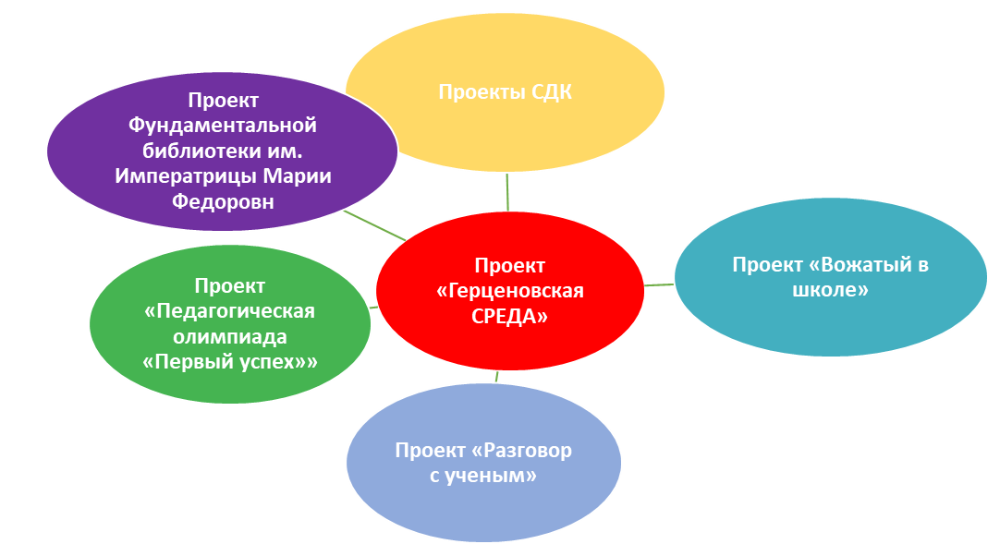 Проекты СДК
Проект
Фундаментальной
библиотеки им.
Императрицы Марии
Федоровн
Проект
«Герценовская
СРЕДА»
Проект «Вожатый в
школе»
Проект
«Педагогическая
олимпиада
«Первый успех»»
Проект «Разговор
с ученым»